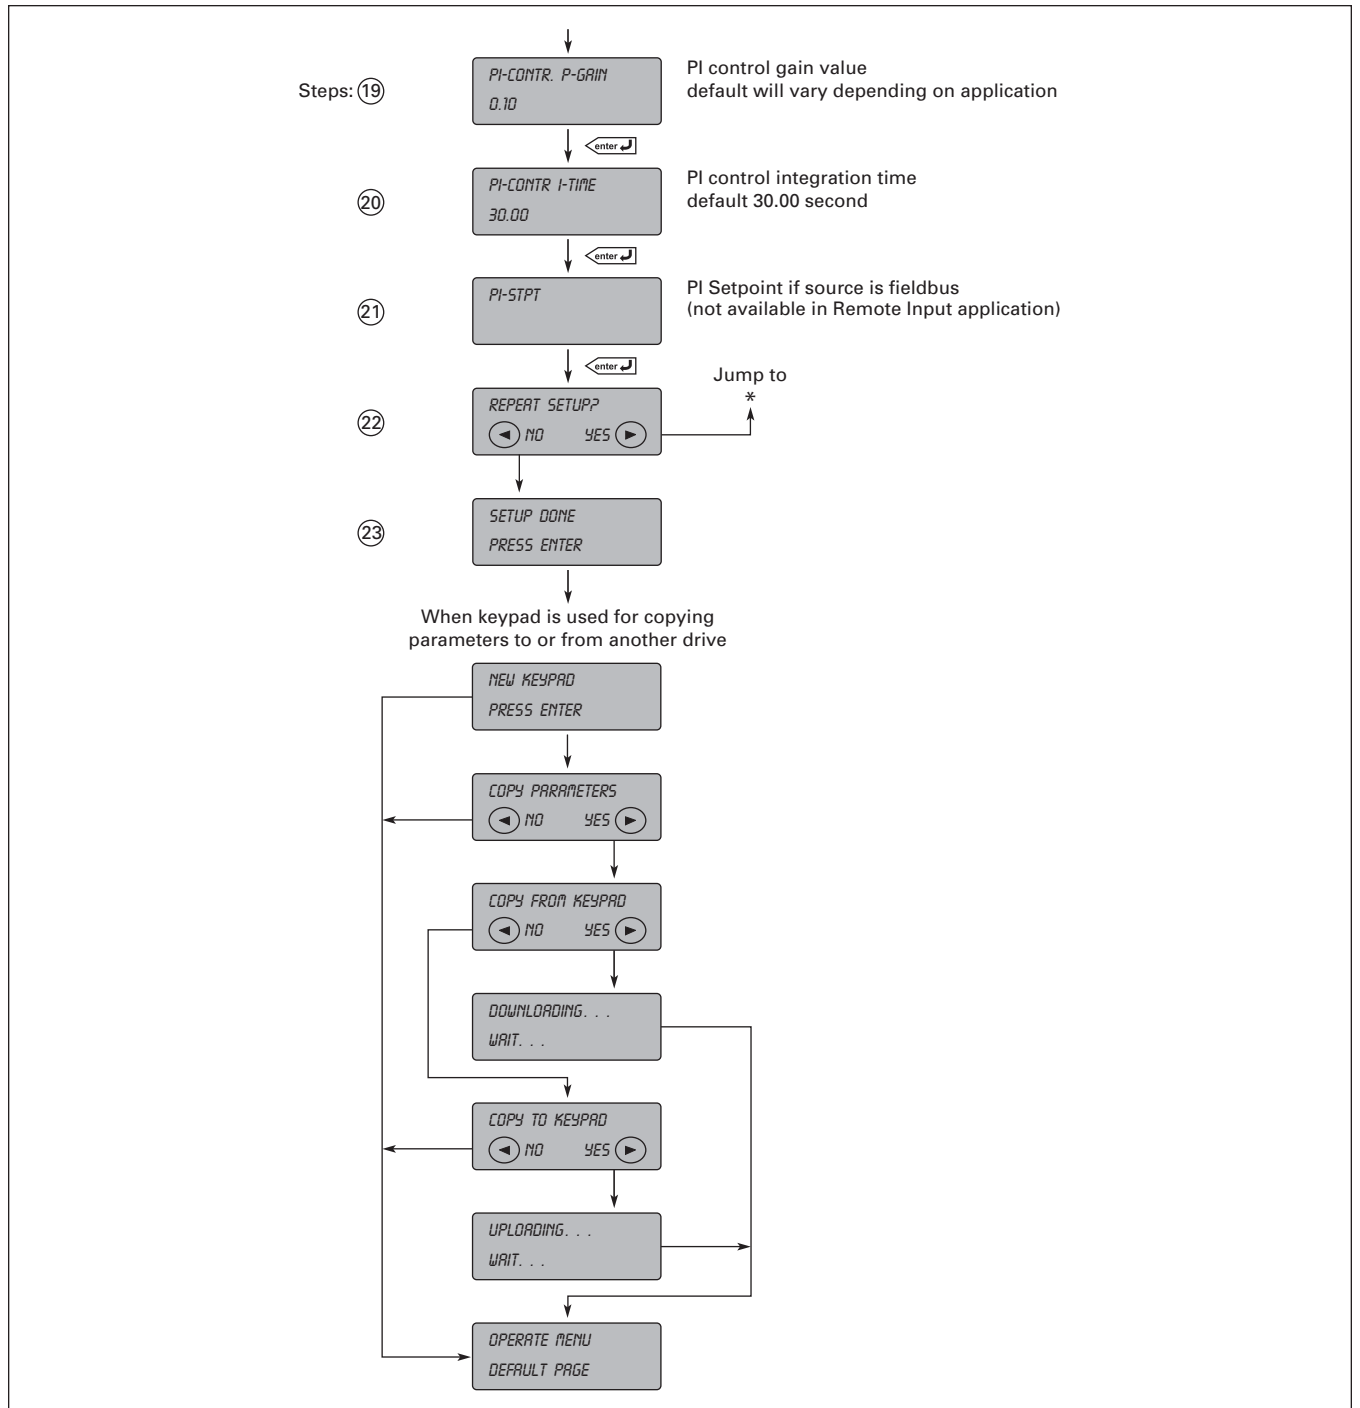 Steps: 19
PI-CONTR. P-GAIN
0.10
PI control gain value
default will vary depending on application
enter
20
PI-CONTR I-TIME
30.00
PI control integration time
default 30.00 second
enter
21
PI-STPT
PI Setpoint if source is fieldbus
(not available in Remote Input application)
enter
Jump to
*
22
REPEAT SETUP?
NO YES
23
SETUP DONE
PRESS ENTER
When keypad is used for copying
parameters to or from another drive
NEW KEYPAD
PRESS ENTER
COPY PARAMETERS
NO YES
COPY FROM KEYPAD
NO YES
DOWNLOADING. . .
WAIT. . .
COPY TO KEYPAD
NO YES
UPLOADING. . .
WAIT. . .
OPERATE MENU
DEFAULT PAGE